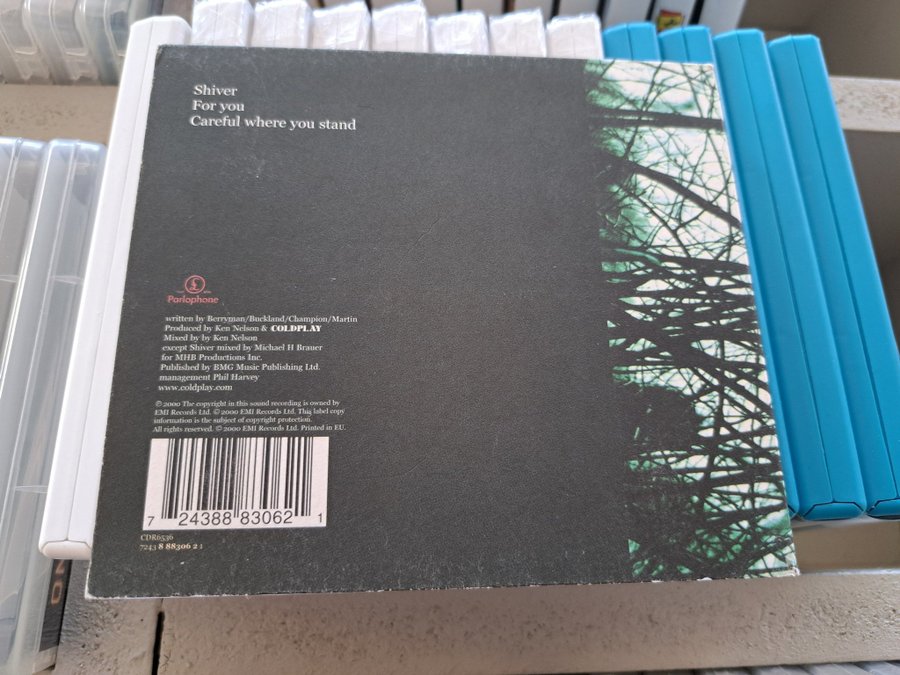 Shiver
For you
Careful where you stand
£
Parlophone
written by Berryman/Buckland/Champion/Martin
Produced by Ken Nelson & COLDPLAY
Mixed by by Ken Nelson
except Shiver mixed by Michael H Brauer
for MHB Productions Inc.
Published by BMG Music Publishing Ltd.
management Phil Harvey
www.coldplay.com
℗ 2000 The copyright in this sound recording is owned by
EMI Records Ltd. © 2000 EMI Records Ltd. This label copy
information is the subject of copyright protection.
All rights reserved. © 2000 EMI Records Ltd. Printed in EU.
7 24388 83062 1
CDR6536
7243 8 88306 2 1